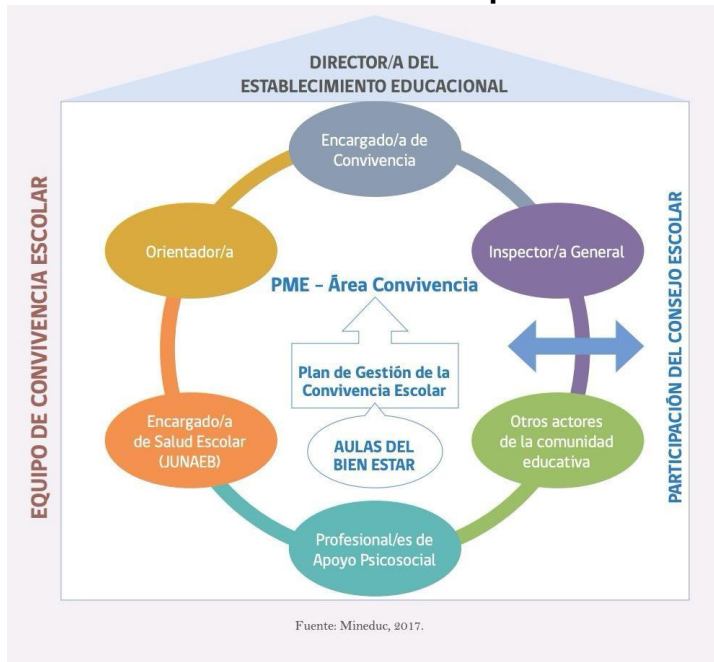 DIRECTOR/A DEL
ESTABLECIMIENTO EDUCACIONAL
EQUIPO DE CONVIVENCIA ESCOLAR
Encargado/a de
Convivencia
Orientador/a
Inspector/a General
PME – Área Convivencia
Plan de Gestión de la
Convivencia Escolar
AULAS DEL
BIEN ESTAR
Encargado/a
de Salud Escolar
(JUNAEB)
Otros actores
de la comunidad
educativa
Profesional/es de
Apoyo Psicosocial
PARTICIPACIÓN DEL CONSEJO ESCOLAR
Fuente: Mineduc, 2017.